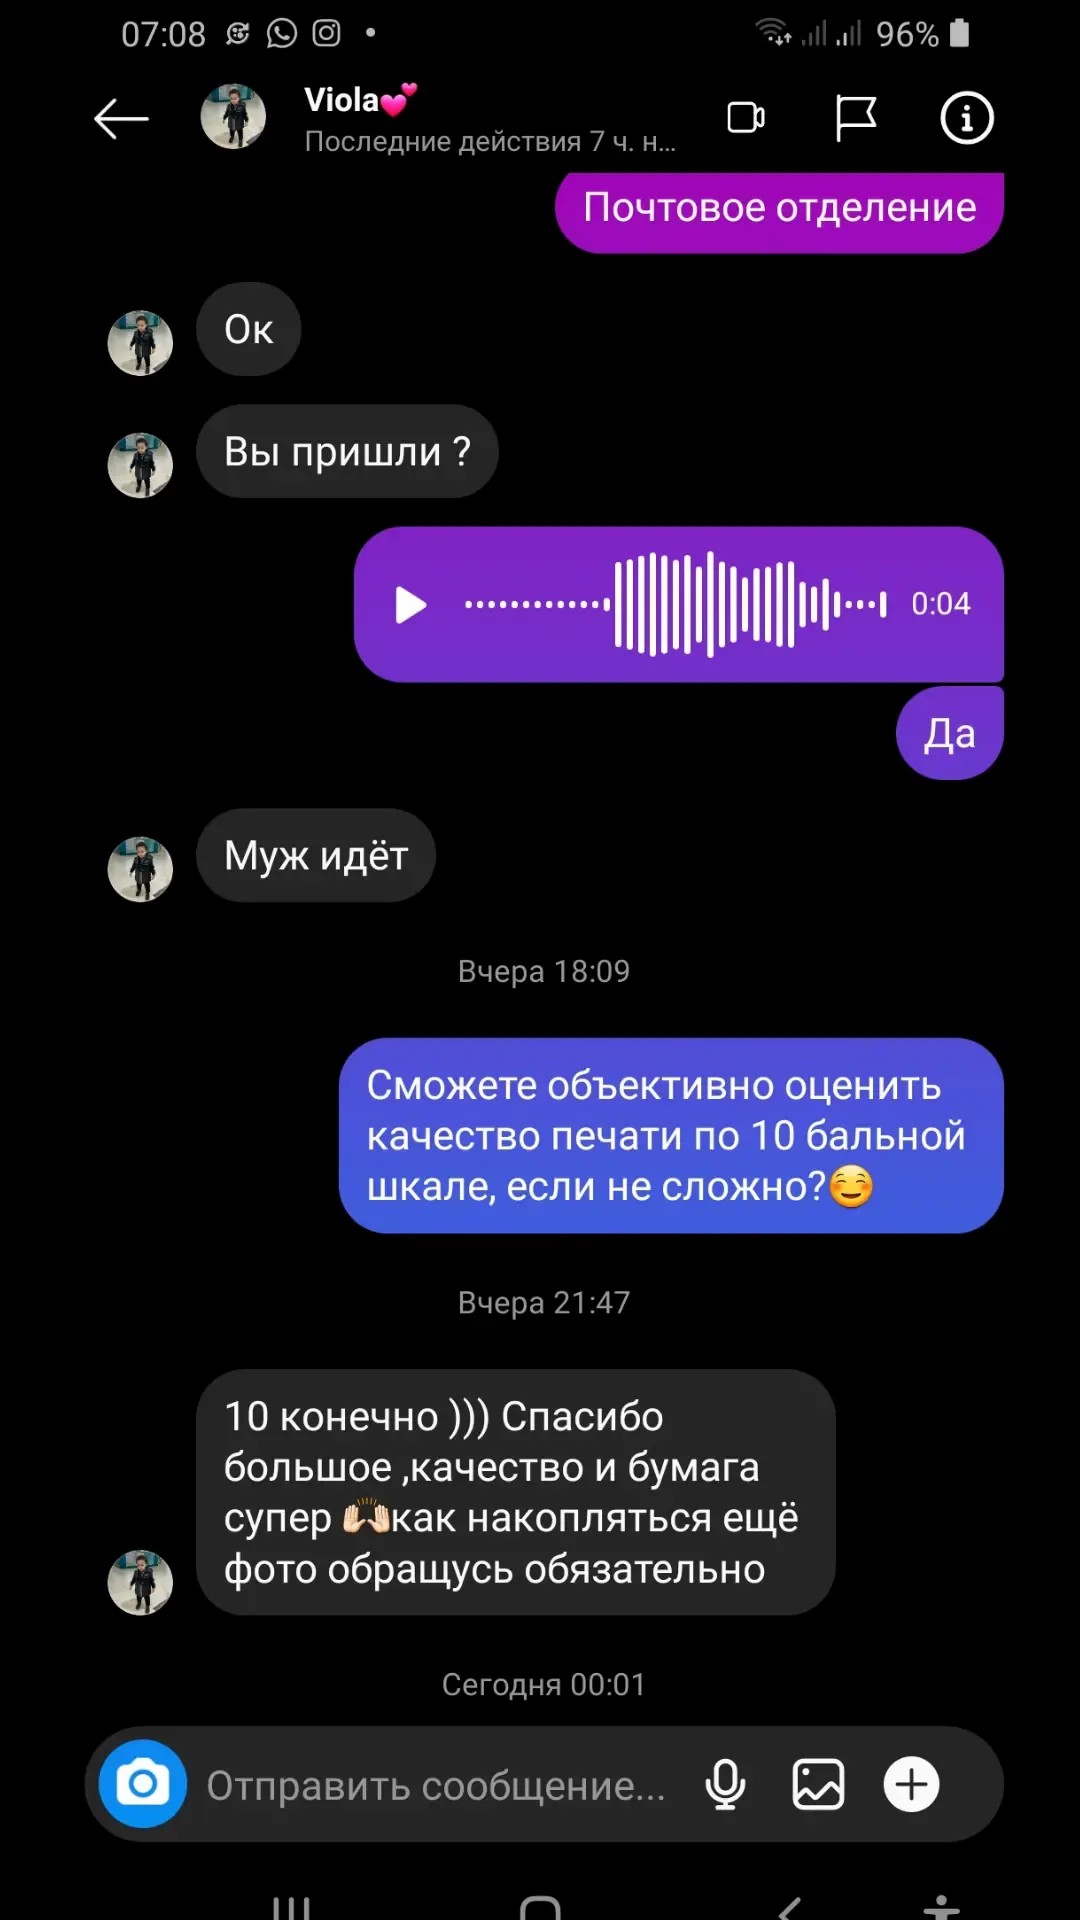 07:08
96%
Viola💕
Последние действия 7 ч. н...
Почтовое отделение
Ок
Вы пришли ?
0:04
Да
Муж идёт
Вчера 18:09
Сможете объективно оценить
качество печати по 10 бальной
шкале, если не сложно?☺️
Вчера 21:47
10 конечно ))) Спасибо
большое ,качество и бумага
супер 🙌🏻как накопляться ещё
фото обращусь обязательно
Сегодня 00:01
Отправить сообщение...